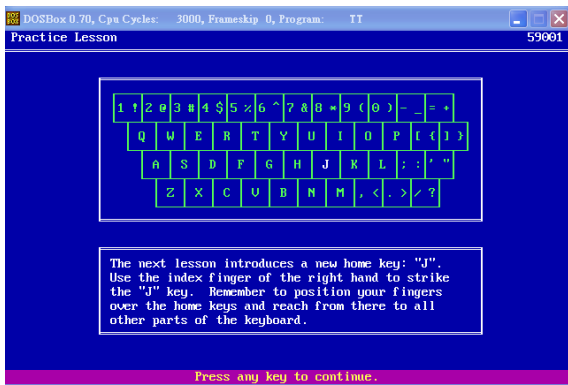 DOSBox 0.70, Cpu Cycles: 3000, Frameskip 0, Program: TT
Practice Lesson 59001
1 ! 2 @ 3 # 4 $ 5 % 6 ^ 7 & 8 * 9 ( 0 ) - _ = +
Q W E R T Y U I O P [ { ] }
A S D F G H J K L ; : ' "
Z X C V B N M , < . > / ?
The next lesson introduces a new home key: "J".
Use the index finger of the right hand to strike
the "J" key. Remember to position your fingers
over the home keys and reach from there to all
other parts of the keyboard.
Press any key to continue.